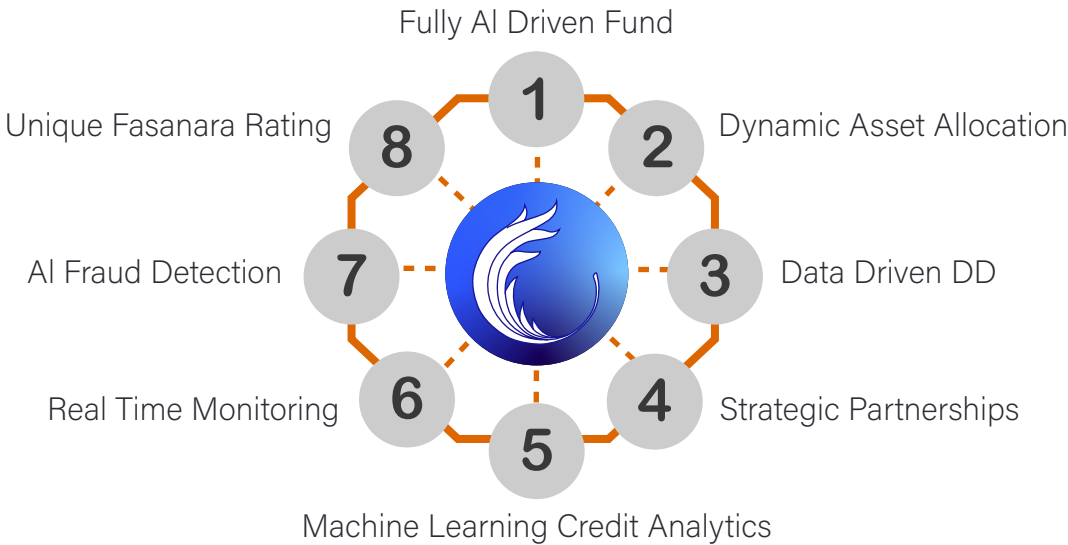 Fully AI Driven Fund
1
2
Dynamic Asset Allocation
3
Data Driven DD
4
Strategic Partnerships
5
Machine Learning Credit Analytics
6
Real Time Monitoring
7
AI Fraud Detection
8
Unique Fasanara Rating